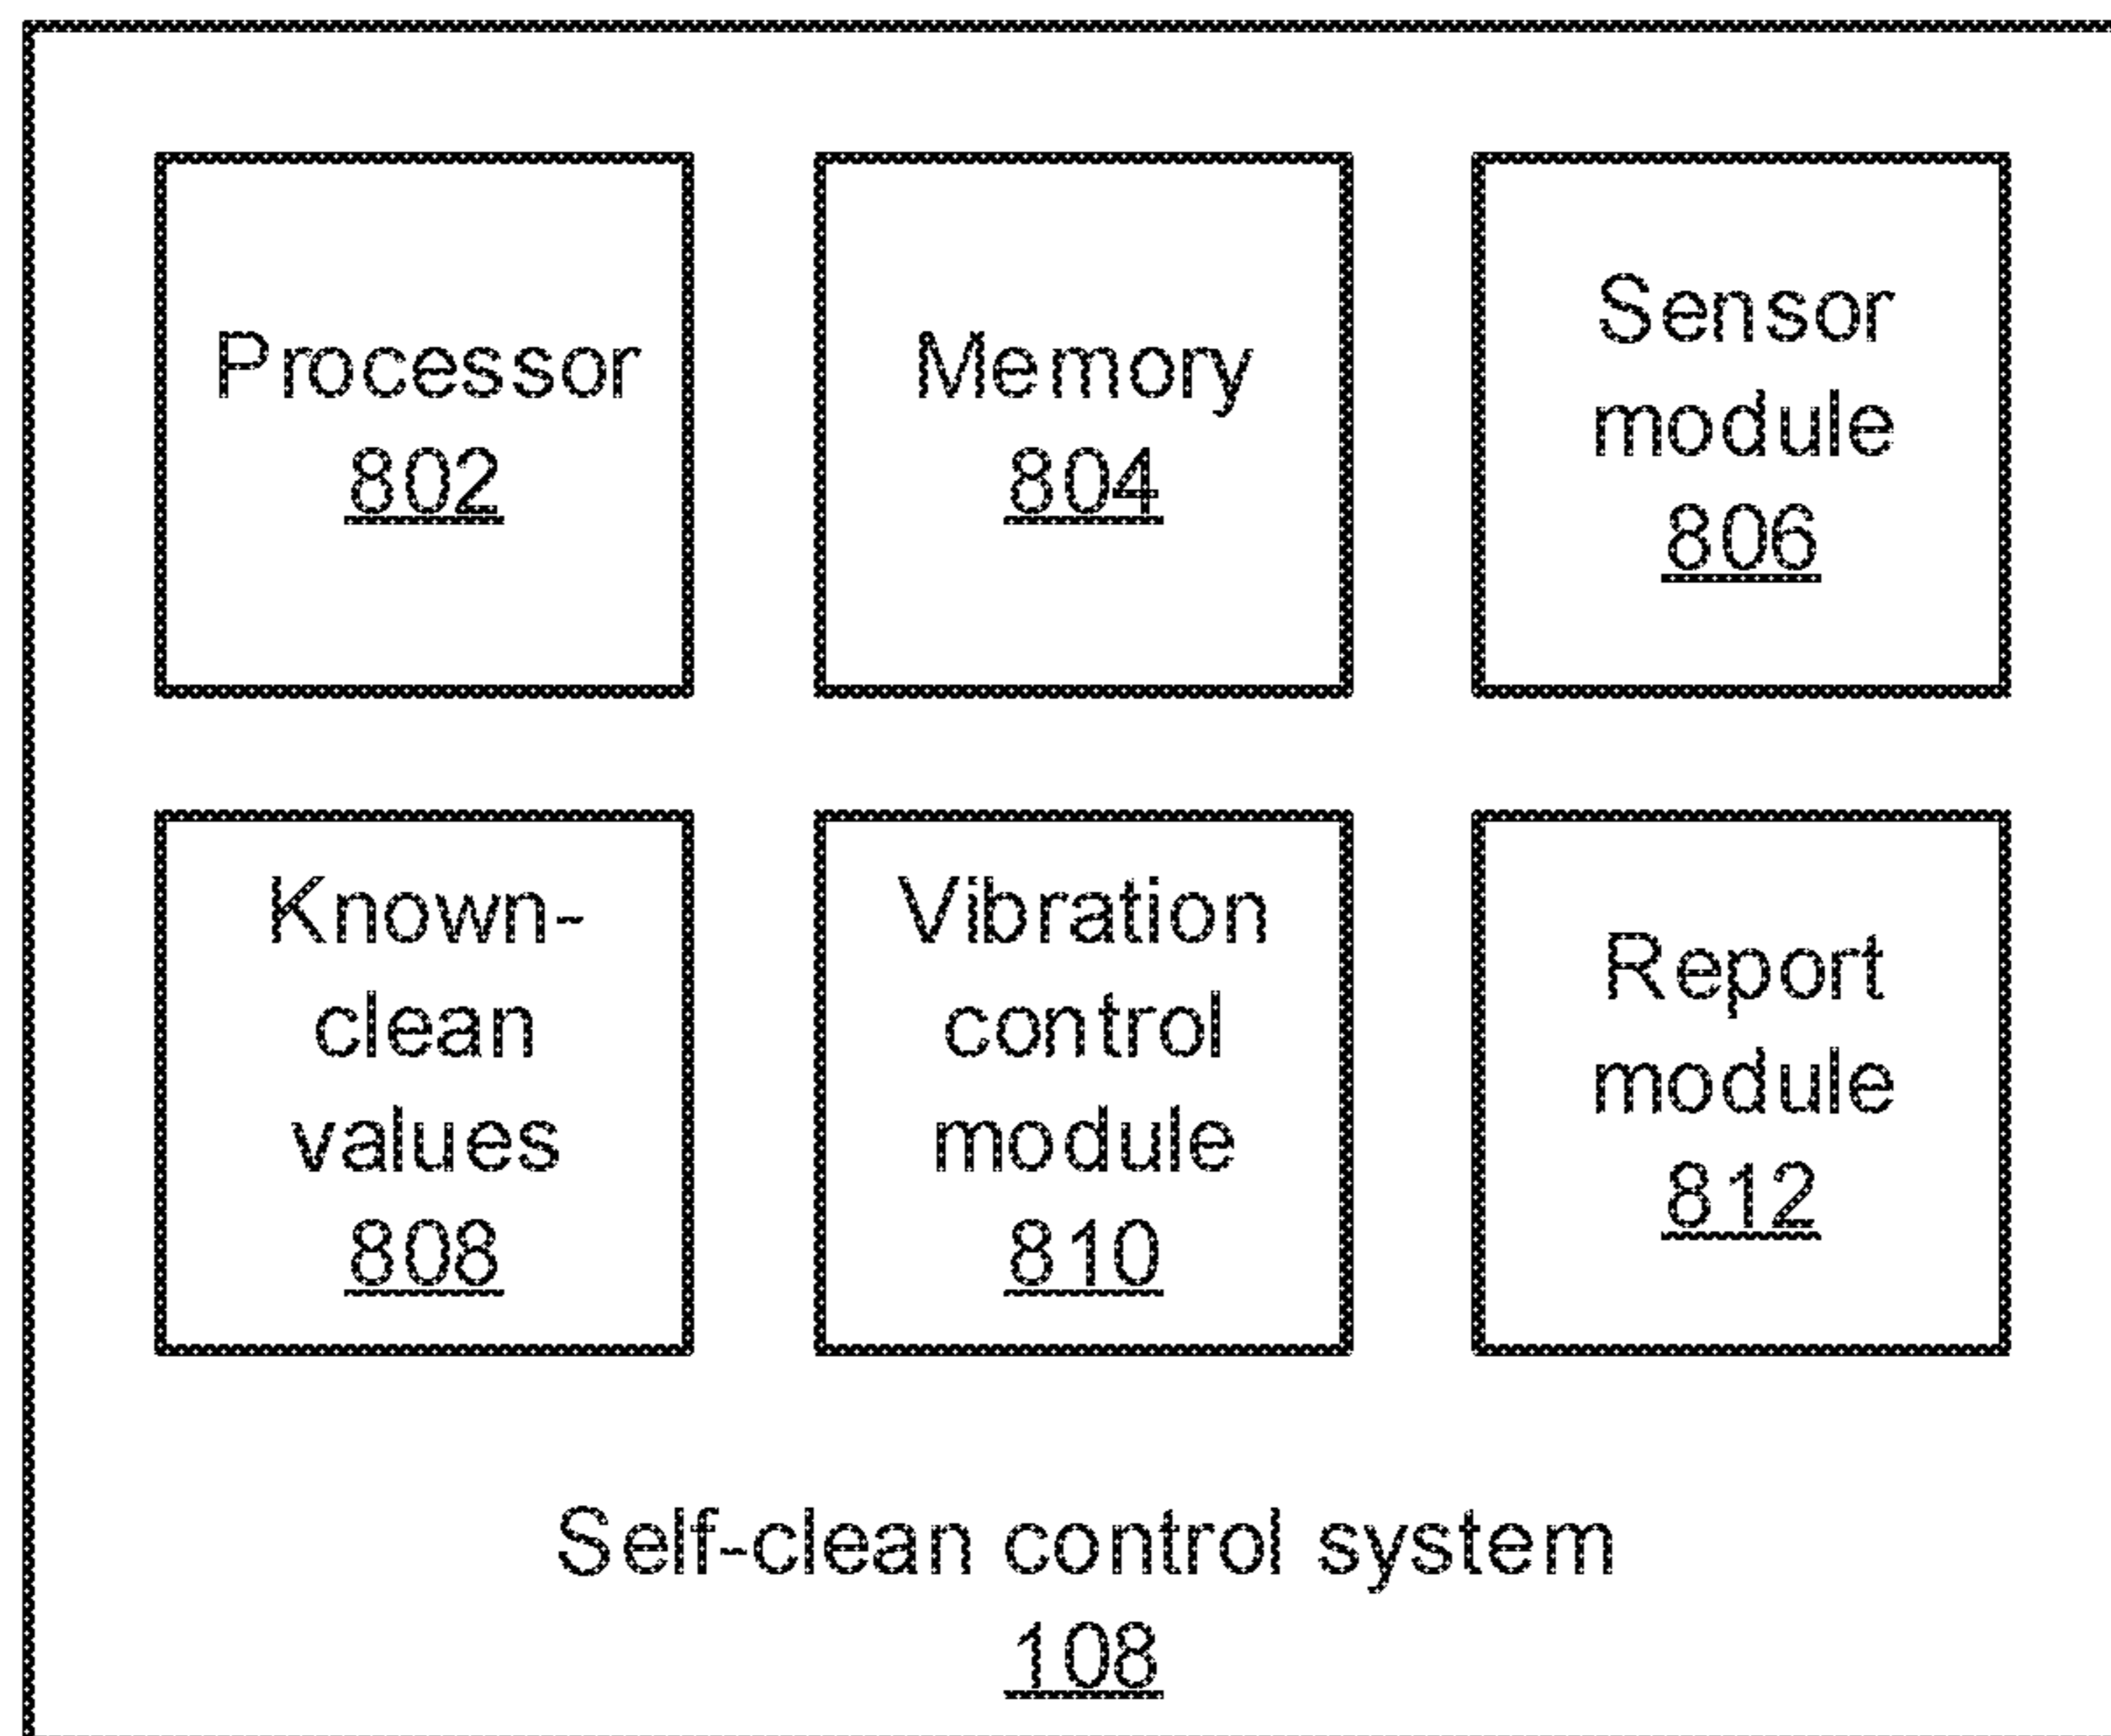 Processor
802
Memory
804
Sensor
module
806
Known-
clean
values
808
Vibration
control
module
810
Report
module
812
Self-clean control system
108